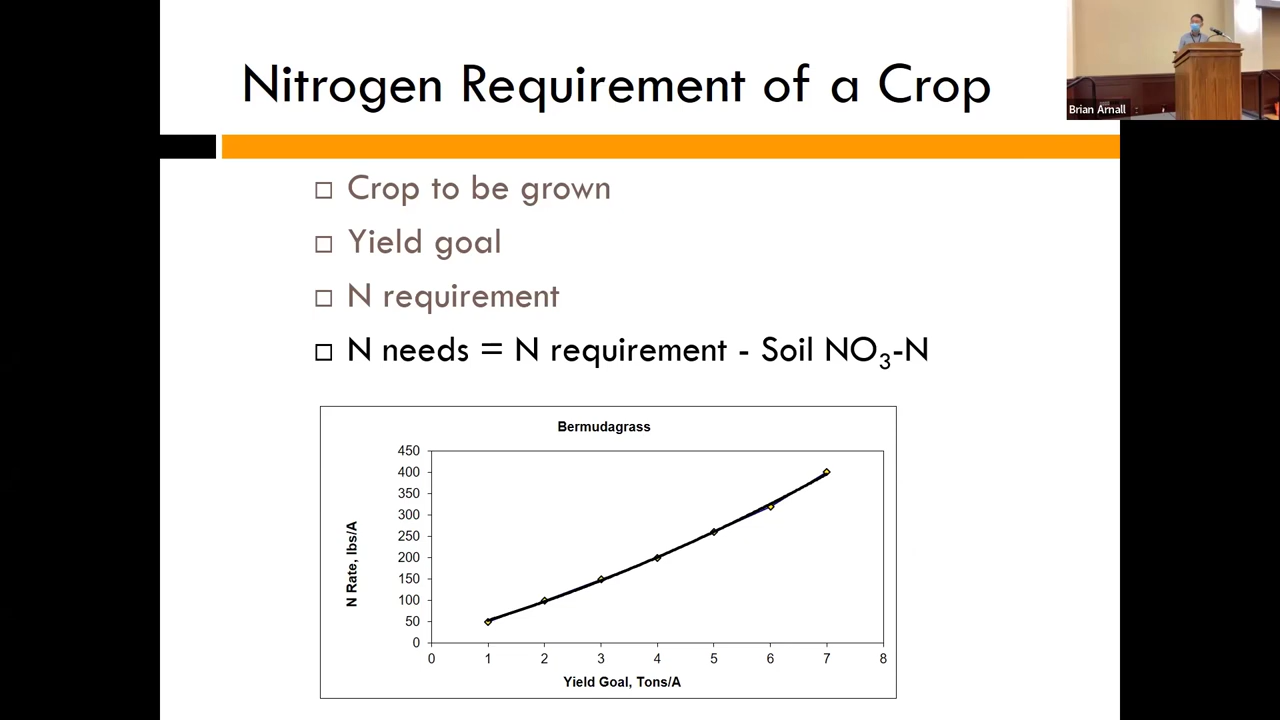 Nitrogen Requirement of a Crop
Brian Arnall
Crop to be grown
Yield goal
N requirement
N needs = N requirement - Soil NO₃-N
Bermudagrass
450
400
350
300
250
200
150
100
50
0
N Rate, lbs/A
0 1 2 3 4 5 6 7 8
Yield Goal, Tons/A